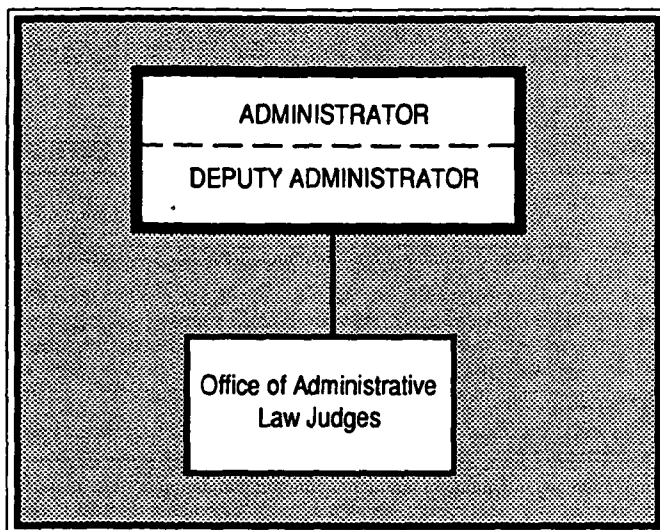 ADMINISTRATOR
DEPUTY ADMINISTRATOR
Office of Administrative
Law Judges